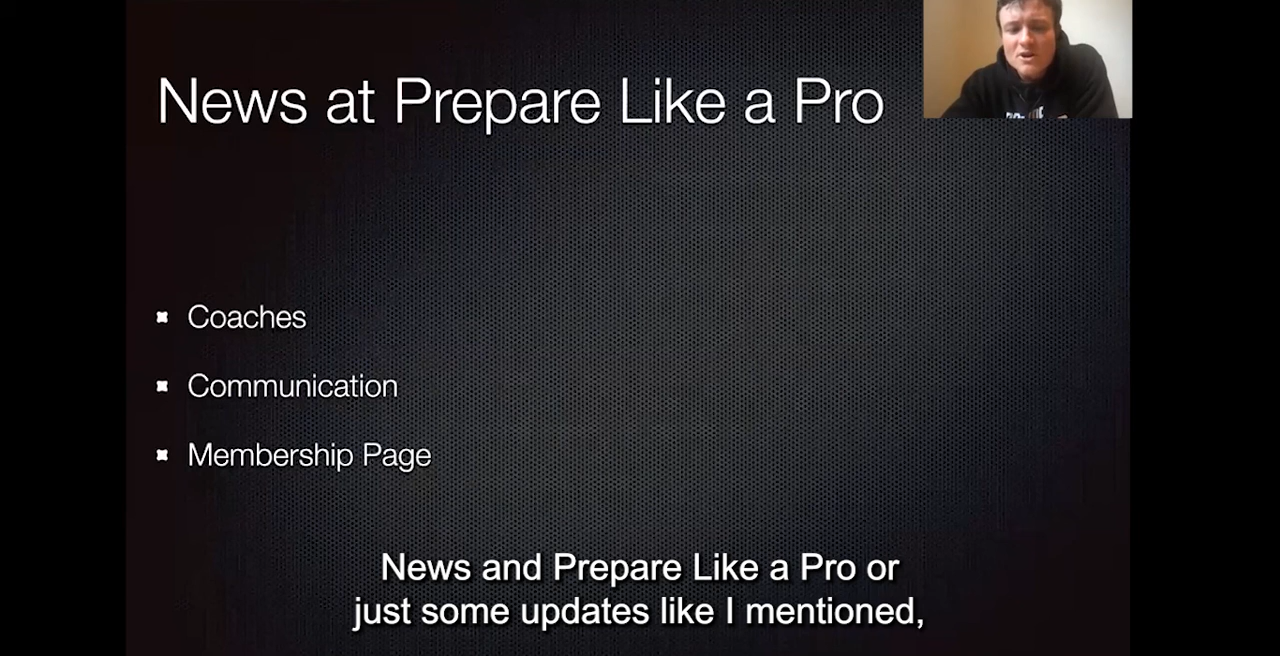 News at Prepare Like a Pro
Coaches
Communication
Membership Page
News and Prepare Like a Pro or
just some updates like I mentioned,